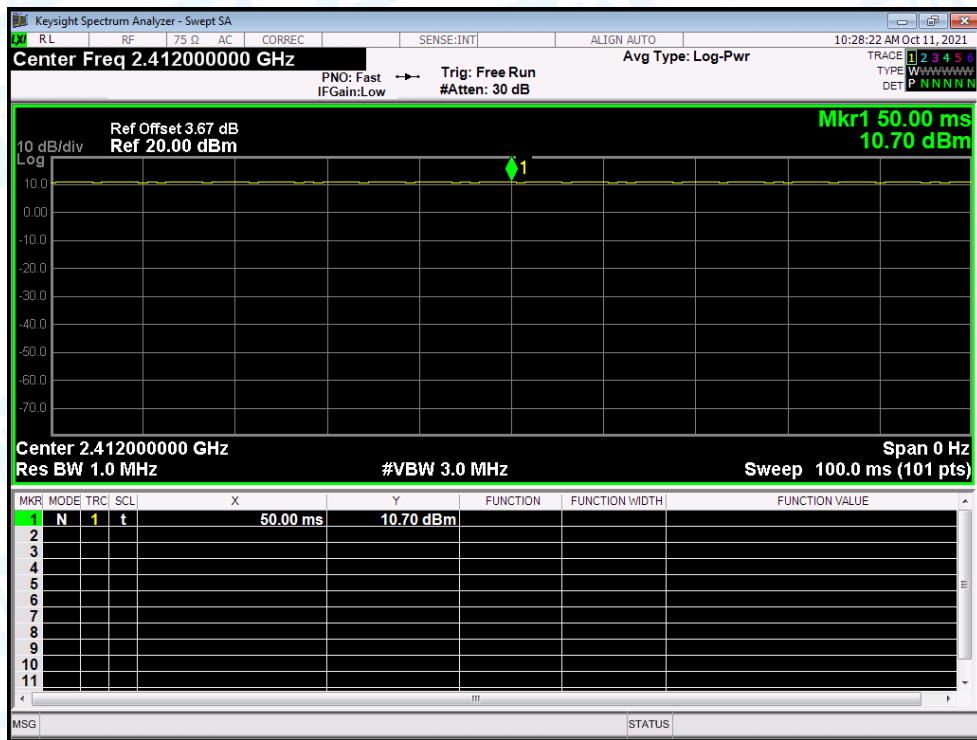 Keysight Spectrum Analyzer - Swept SA
LXI RL RF 75 Ω AC CORREC SENSE:INT ALIGN AUTO 10:28:22 AM Oct 11, 2021
Center Freq 2.412000000 GHz Avg Type: Log-Pwr TRACE 1 2 3 4 5 6
PNO: Fast Trig: Free Run TYPE WWWWWW
IFGain:Low #Atten: 30 dB DET P N N N N N
Ref Offset 3.67 dB Mkr1 50.00 ms
10 dB/div Ref 20.00 dBm 10.70 dBm
Log
1
10.0
0.00
-10.0
-20.0
-30.0
-40.0
-50.0
-60.0
-70.0
Center 2.412000000 GHz Span 0 Hz
Res BW 1.0 MHz #VBW 3.0 MHz Sweep 100.0 ms (101 pts)
MKR MODE TRC SCL X Y FUNCTION FUNCTION WIDTH FUNCTION VALUE
1 N 1 t 50.00 ms 10.70 dBm
2
3
4
5
6
7
8
9
10
11
MSG STATUS